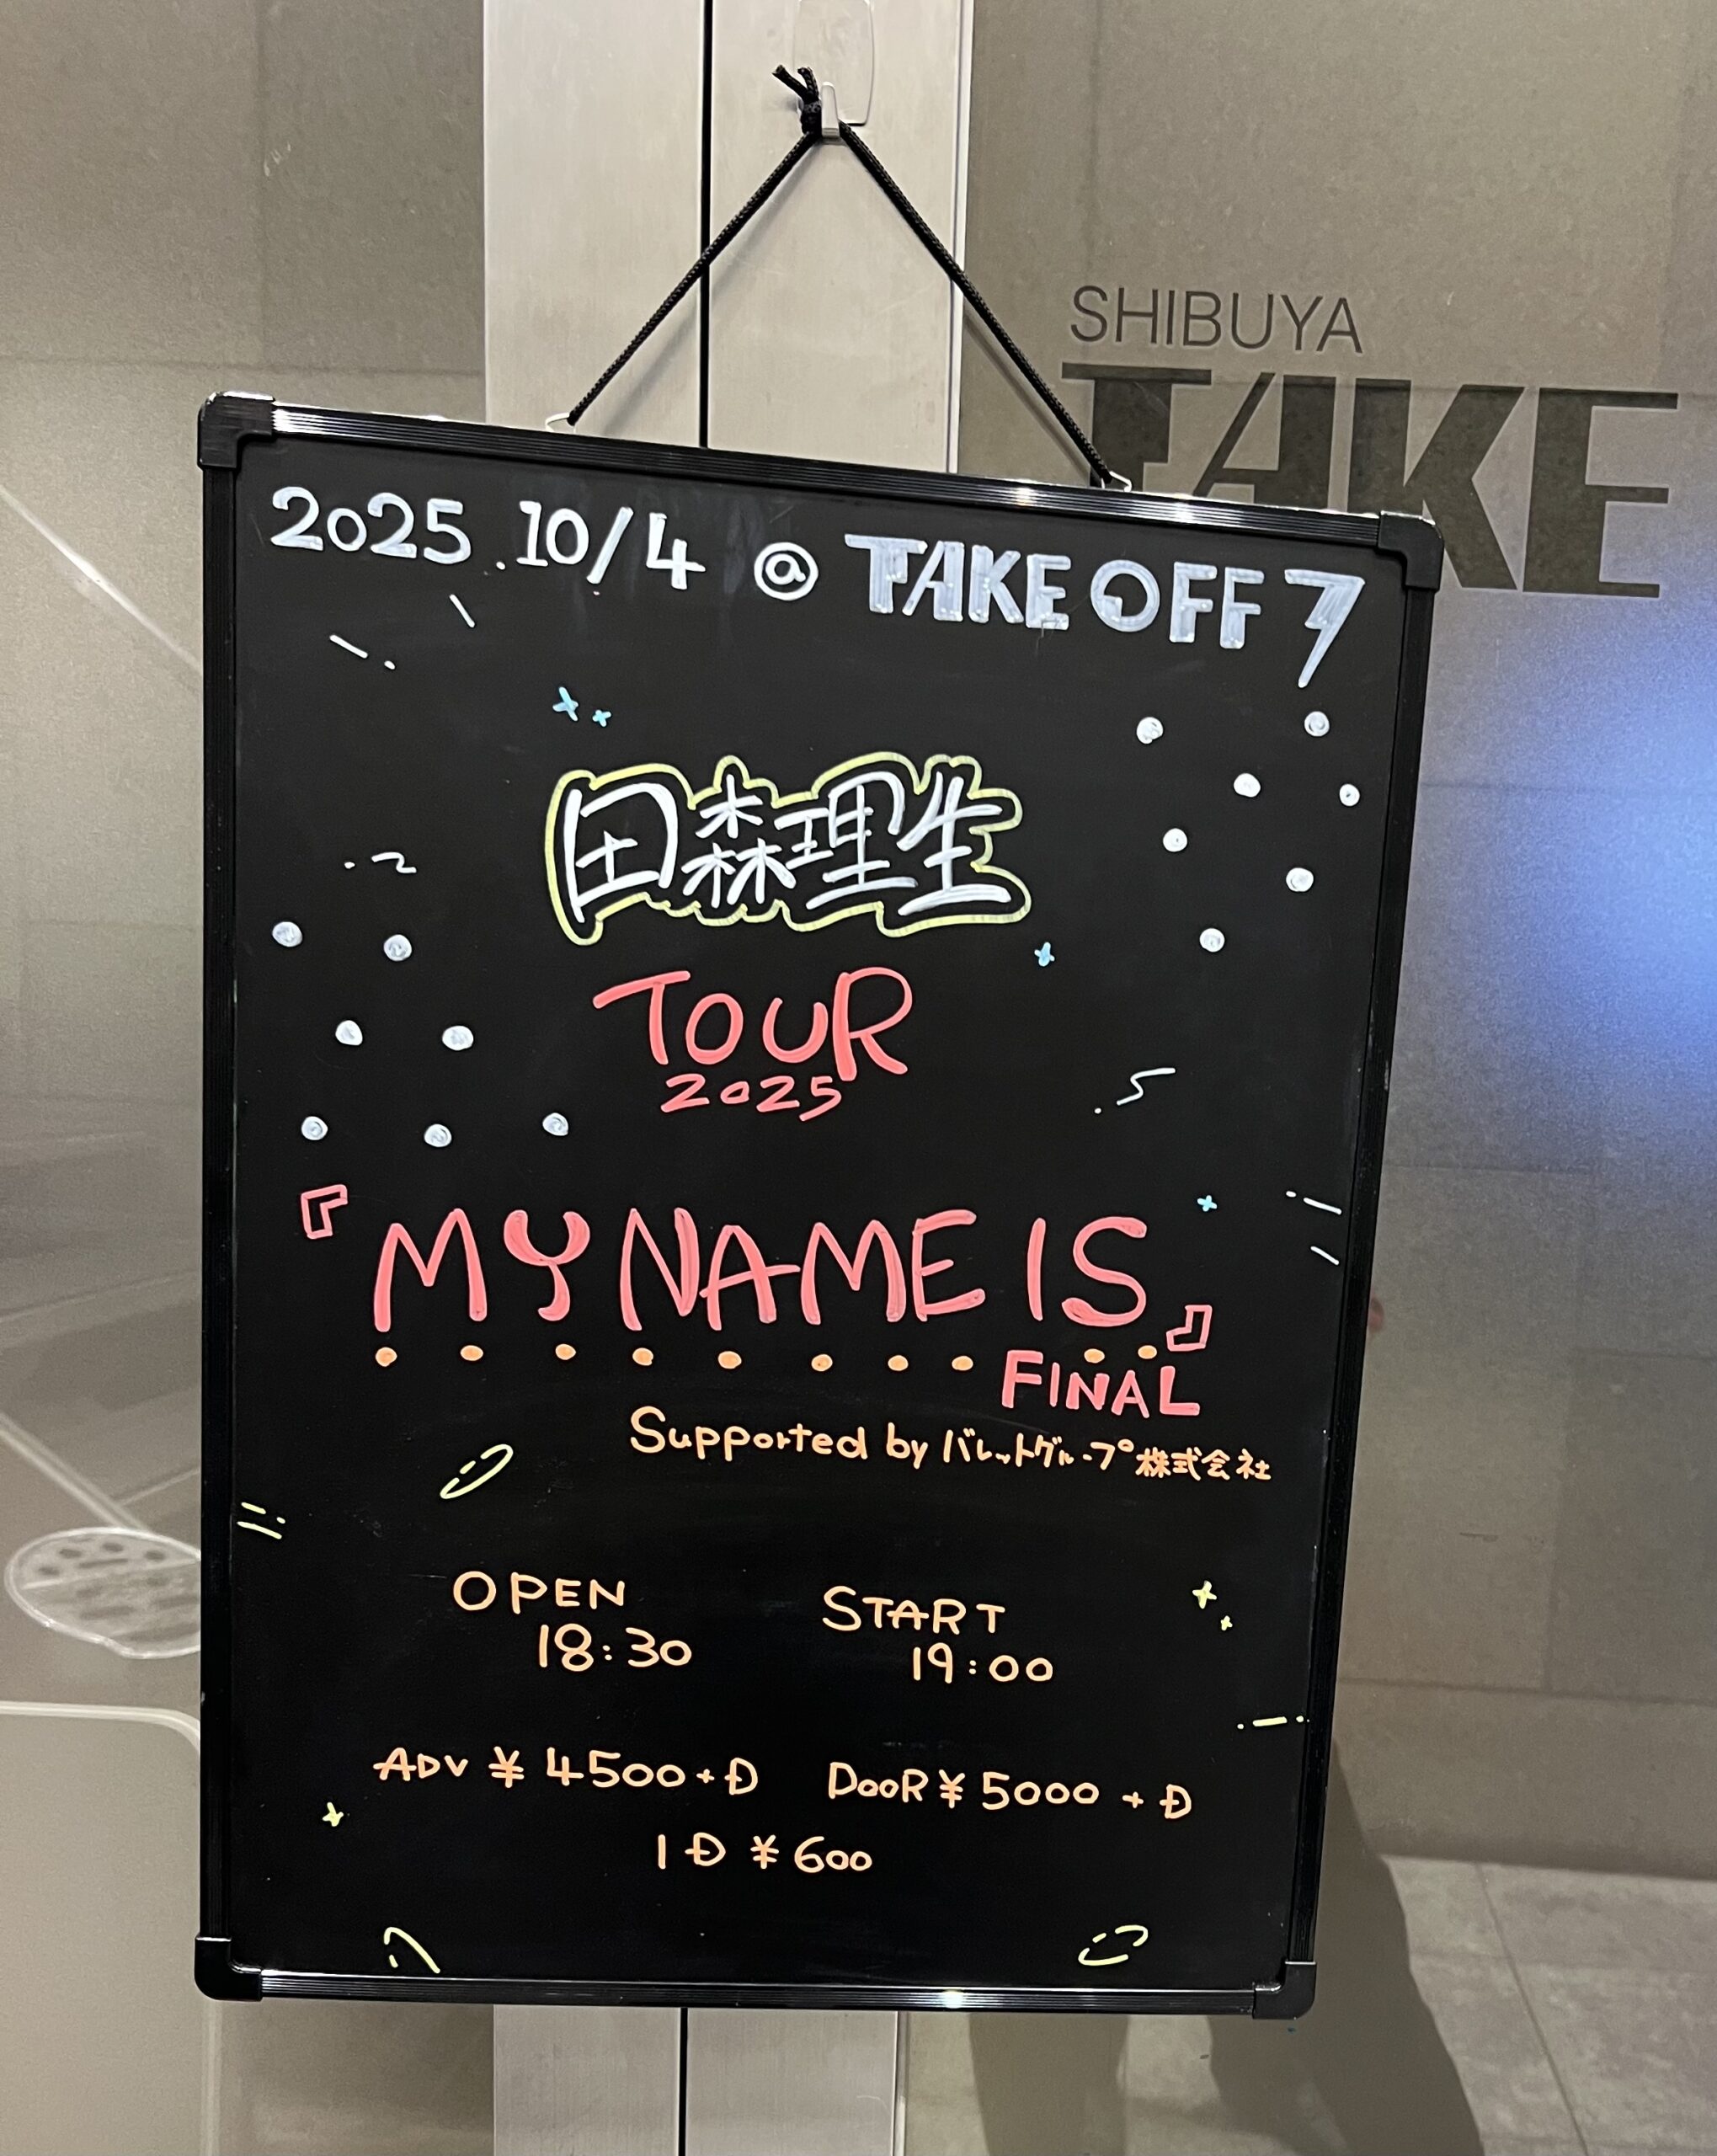 SHIBUYA
TAKE
2025.10/4 @ TAKE OFF 7
田森理生
TOUR
2025
『MY NAME IS』
FINAL
Supported by バレットグループ株式会社
OPEN
18:30
START
19:00
ADV ¥4500+D DOOR ¥5000+D
1D ¥600